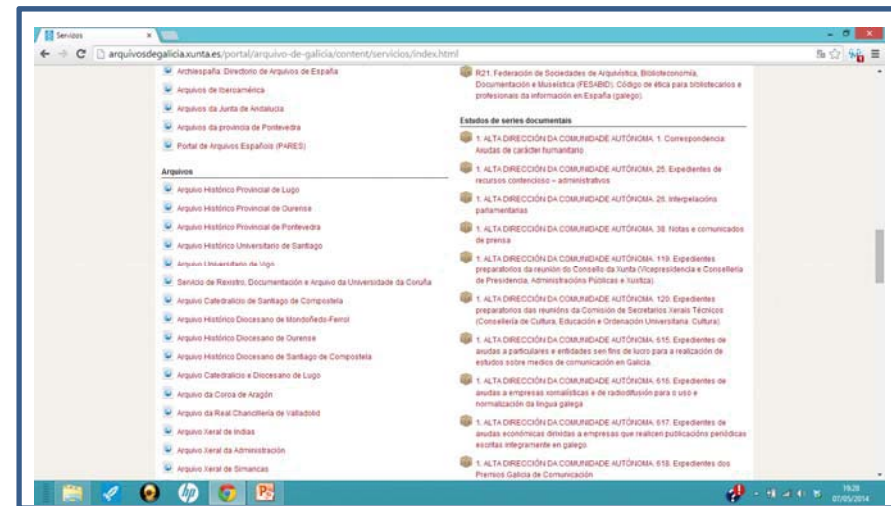 Servizos
arquivosdegalicia.xunta.es/portal/arquivo-de-galicia/content/servicios/index.html
Archiespaña: Directorio de Arquivos de España
Arquivos de Iberoamérica
Arquivos da Junta de Andalucía
Arquivos da provincia de Pontevedra
Portal de Arquivos Españois (PARES)
Arquivos
Arquivo Histórico Provincial de Lugo
Arquivo Histórico Provincial de Ourense
Arquivo Histórico Provincial de Pontevedra
Arquivo Histórico Universitario de Santiago
Arquivo Universitario de Vigo
Servicio de Rexistro, Documentación e Arquivo da Universidade da Coruña
Arquivo Catedralicio de Santiago de Compostela
Arquivo Histórico Diocesano de Mondoñedo-Ferrol
Arquivo Histórico Diocesano de Ourense
Arquivo Histórico Diocesano de Santiago de Compostela
Arquivo Catedralicio e Diocesano de Lugo
Arquivo da Coroa de Aragón
Arquivo da Real Chancillería de Valladolid
Arquivo Xeral de Indias
Arquivo Xeral da Administración
Arquivo Xeral de Simancas
R21. Federación de Sociedades de Arquivística, Biblioteconomía,
Documentación e Museística (FESABID). Código de ética para bibliotecarios e
profesionais da información en España (galego).
Estudos de series documentais
1. ALTA DIRECCIÓN DA COMUNIDADE AUTÓNOMA. 1. Correspondencia:
Axudas de carácter humanitario
1. ALTA DIRECCIÓN DA COMUNIDADE AUTÓNOMA. 25. Expedientes de
recursos contencioso – administrativos
1. ALTA DIRECCIÓN DA COMUNIDADE AUTÓNOMA. 26. Interpelacións
parlamentarias
1. ALTA DIRECCIÓN DA COMUNIDADE AUTÓNOMA. 38. Notas e comunicados
de prensa
1. ALTA DIRECCIÓN DA COMUNIDADE AUTÓNOMA. 119. Expedientes
preparatorios da reunión do Consello da Xunta (Vicepresidencia e Consellería
de Presidencia, Administracións Públicas e Xustiza).
1. ALTA DIRECCIÓN DA COMUNIDADE AUTÓNOMA. 120. Expedientes
preparatorios das reunións da Comisión de Secretarios Xerais Técnicos
(Consellería de Cultura, Educación e Ordenación Universitaria. Cultura).
1. ALTA DIRECCIÓN DA COMUNIDADE AUTÓNOMA. 615. Expedientes de
axudas a particulares e entidades sen fins de lucro para a realización de
estudos sobre medios de comunicación en Galicia.
1. ALTA DIRECCIÓN DA COMUNIDADE AUTÓNOMA. 616. Expedientes de
axudas a empresas xornalísticas e de radiodifusión para o uso e
normalización da lingua galega
1. ALTA DIRECCIÓN DA COMUNIDADE AUTÓNOMA. 617. Expedientes de
axudas económicas dirixidas a empresas que realicen publicacións periódicas
escritas integramente en galego
1. ALTA DIRECCIÓN DA COMUNIDADE AUTÓNOMA. 618. Expedientes dos
Premios Galicia de Comunicación
19:28
07/05/2014